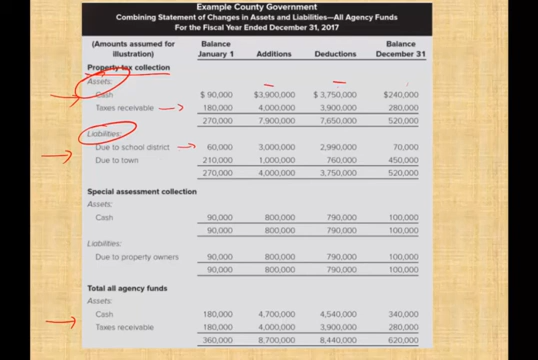 Example County Government
Combining Statement of Changes in Assets and Liabilities—All Agency Funds
For the Fiscal Year Ended December 31, 2017
(Amounts assumed for illustration) Balance January 1 Additions Deductions Balance December 31
Property tax collection
Assets:
Cash $ 90,000 $3,900,000 $ 3,750,000 $240,000
Taxes receivable 180,000 4,000,000 3,900,000 280,000
270,000 7,900,000 7,650,000 520,000
Liabilities:
Due to school district 60,000 3,000,000 2,990,000 70,000
Due to town 210,000 1,000,000 760,000 450,000
270,000 4,000,000 3,750,000 520,000
Special assessment collection
Assets:
Cash 90,000 800,000 790,000 100,000
90,000 800,000 790,000 100,000
Liabilities:
Due to property owners 90,000 800,000 790,000 100,000
90,000 800,000 790,000 100,000
Total all agency funds
Assets:
Cash 180,000 4,700,000 4,540,000 340,000
Taxes receivable 180,000 4,000,000 3,900,000 280,000
360,000 8,700,000 8,440,000 620,000